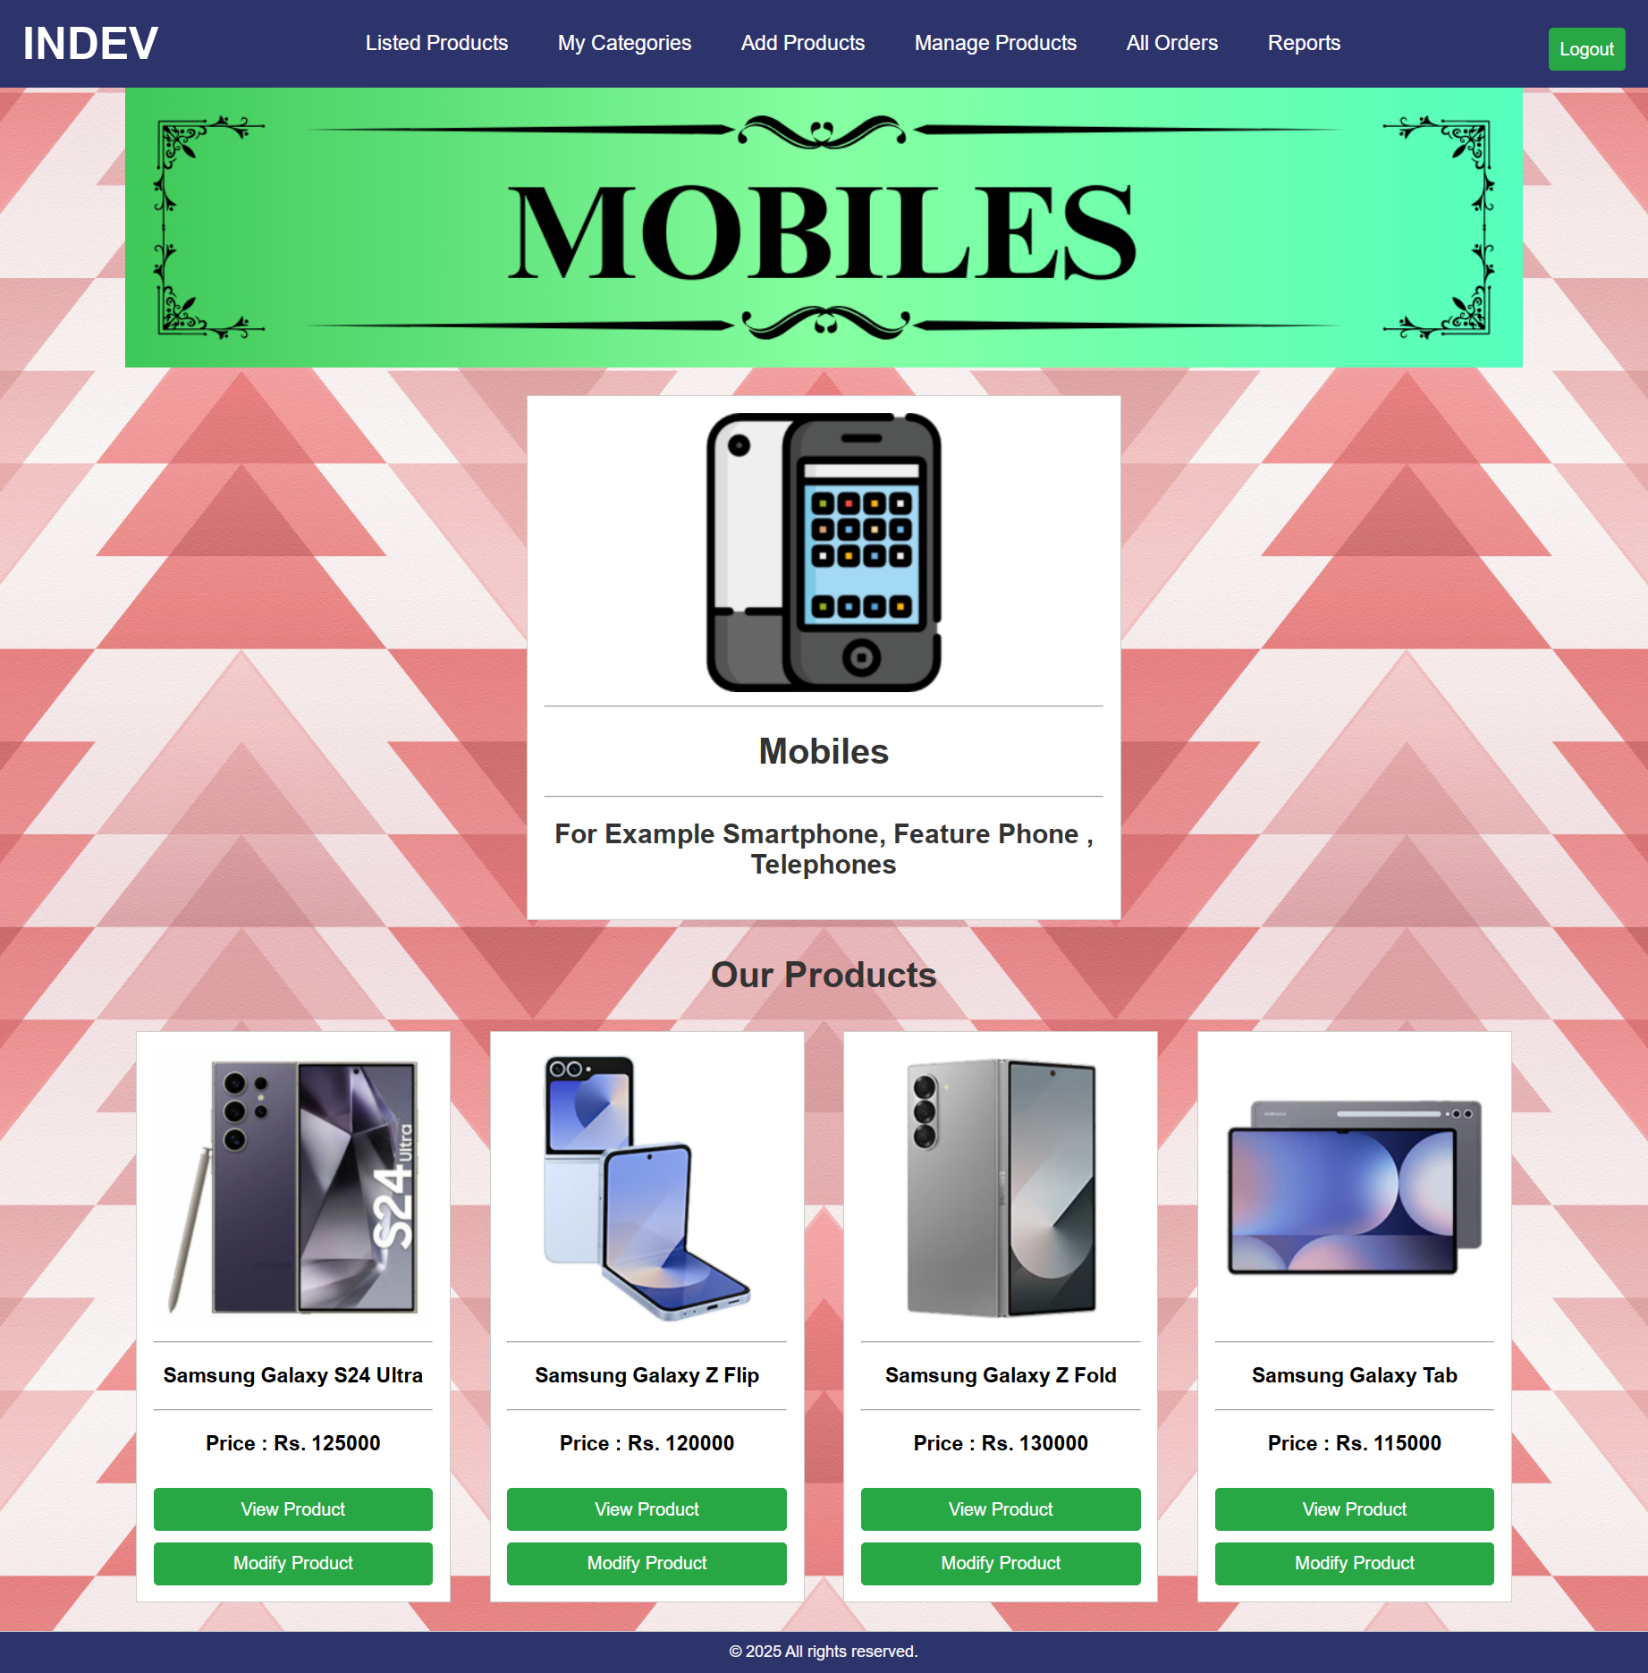 INDEV
Listed Products
My Categories
Add Products
Manage Products
All Orders
Reports
Logout
MOBILES
Mobiles
For Example Smartphone, Feature Phone ,
Telephones
Our Products
S24 Ultra
SAMSUNG
Samsung Galaxy S24 Ultra
Price : Rs. 125000
View Product
Modify Product
Samsung Galaxy Z Flip
Price : Rs. 120000
View Product
Modify Product
Samsung Galaxy Z Fold
Price : Rs. 130000
View Product
Modify Product
Samsung Galaxy Tab
Price : Rs. 115000
View Product
Modify Product
© 2025 All rights reserved.